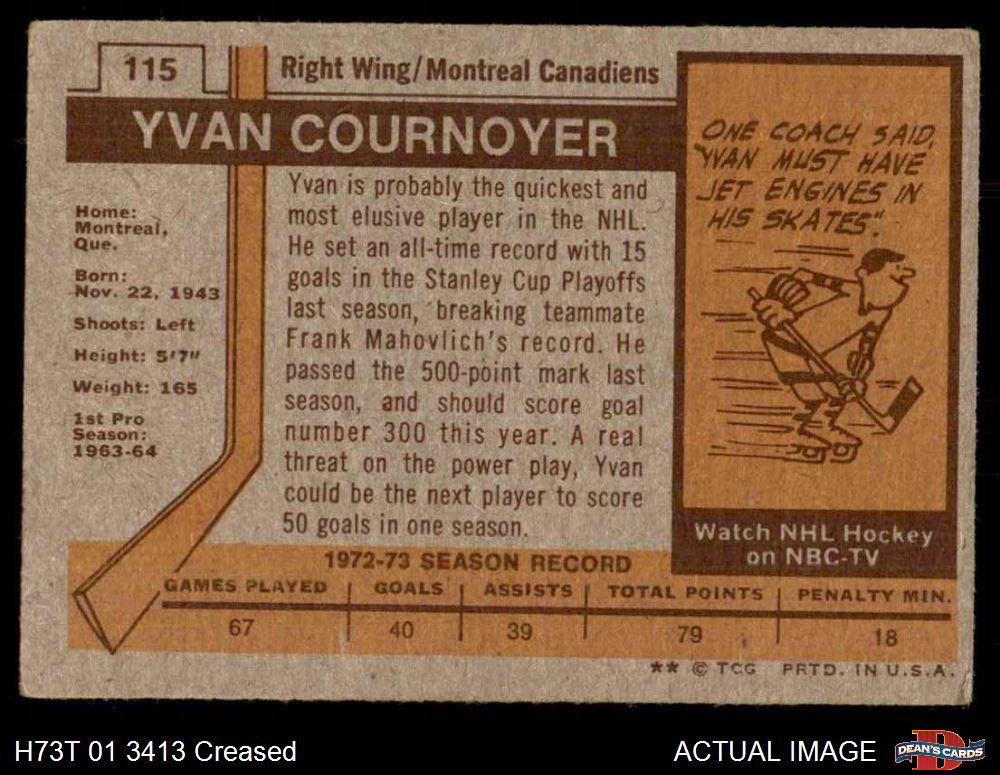 115
Right Wing/Montreal Canadiens
YVAN COURNOYER
Home:
Montreal,
Que.
Born:
Nov. 22, 1943
Shoots: Left
Height: 5'7"
Weight: 165
1st Pro
Season:
1963-64
Yvan is probably the quickest and
most elusive player in the NHL.
He set an all-time record with 15
goals in the Stanley Cup Playoffs
last season, breaking teammate
Frank Mahovlich's record. He
passed the 500-point mark last
season, and should score goal
number 300 this year. A real
threat on the power play, Yvan
could be the next player to score
50 goals in one season.
ONE COACH SAID,
"YVAN MUST HAVE
JET ENGINES IN
HIS SKATES".
Watch NHL Hockey
on NBC-TV
1972-73 SEASON RECORD
GAMES PLAYED GOALS ASSISTS TOTAL POINTS PENALTY MIN.
67 40 39 79 18
** © TCG PRTD. IN U.S.A.
H73T 01 3413 Creased
ACTUAL IMAGE
DEAN'S CARDS